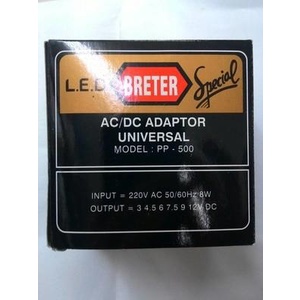 L.E.D BRETER Special
AC/DC ADAPTOR
UNIVERSAL
MODEL : PP - 500
INPUT = 220V AC 50/60Hz 8W
OUTPUT = 3 4.5 6 7.5 9 12V DC